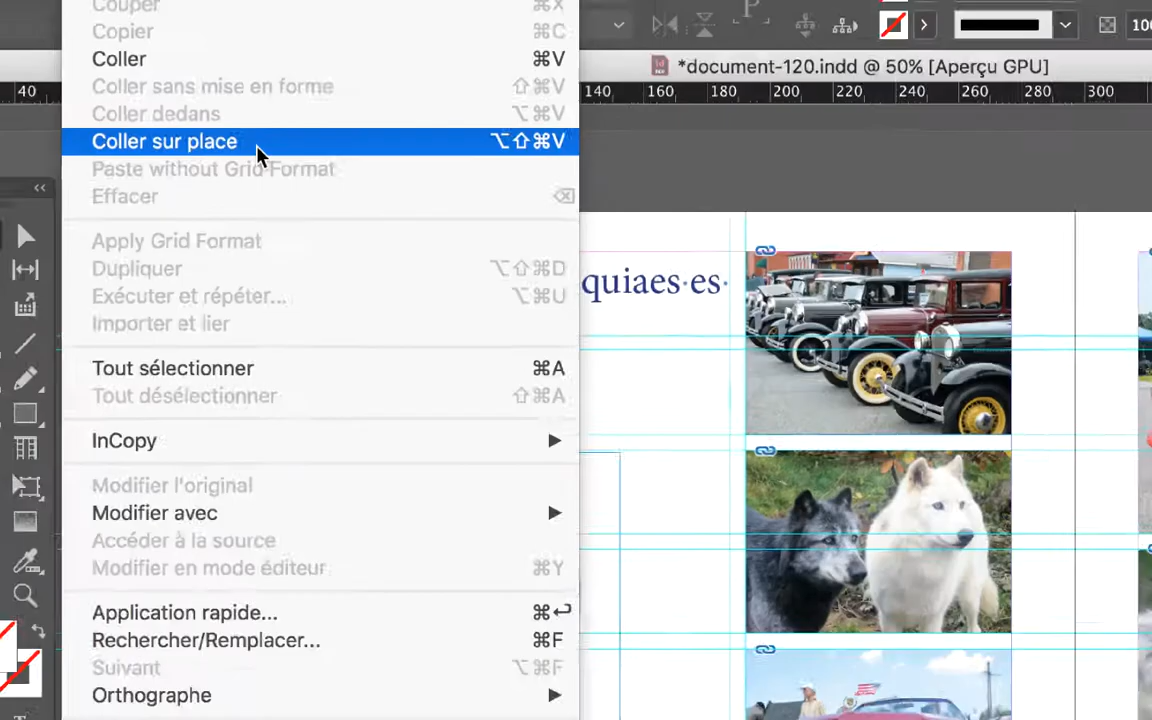 Couper ⌘X
Copier ⌘C
Coller ⌘V
Coller sans mise en forme ⇧⌘V
Coller dedans ⌥⌘V
Coller sur place ⌥⇧⌘V
Paste without Grid Format
Effacer ⌫
Apply Grid Format
Dupliquer ⌥⇧⌘D
Exécuter et répéter... ⌥⌘U
Importer et lier
Tout sélectionner ⌘A
Tout désélectionner ⇧⌘A
InCopy
Modifier l'original
Modifier avec
Accéder à la source
Modifier en mode éditeur ⌘Y
Application rapide... ⌘↩
Rechercher/Remplacer... ⌘F
Suivant ⌥⌘F
Orthographe
*document-120.indd @ 50% [Aperçu GPU]
40 140 160 180 200 220 240 260 280 300
quiaes·es·